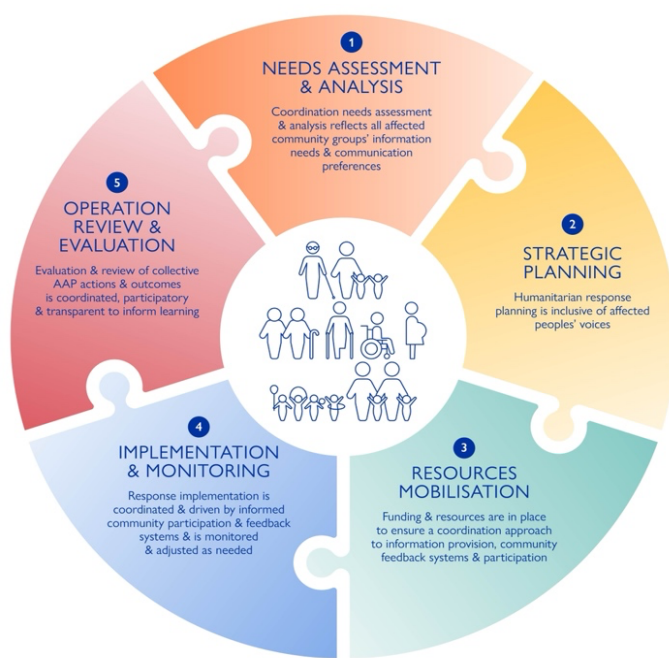 1
NEEDS ASSESSMENT
& ANALYSIS
Coordination needs assessment
& analysis reflects all affected
community groups' information
needs & communication
preferences
2
STRATEGIC
PLANNING
Humanitarian response
planning is inclusive of affected
peoples' voices
3
RESOURCES
MOBILISATION
Funding & resources are in place
to ensure a coordination approach
to information provision, community
feedback systems & participation
4
IMPLEMENTATION
& MONITORING
Response implementation is
coordinated & driven by informed
community participation & feedback
systems & is monitored
& adjusted as needed
5
OPERATION
REVIEW &
EVALUATION
Evaluation & review of collective
AAP actions & outcomes
is coordinated, participatory
& transparent to inform learning